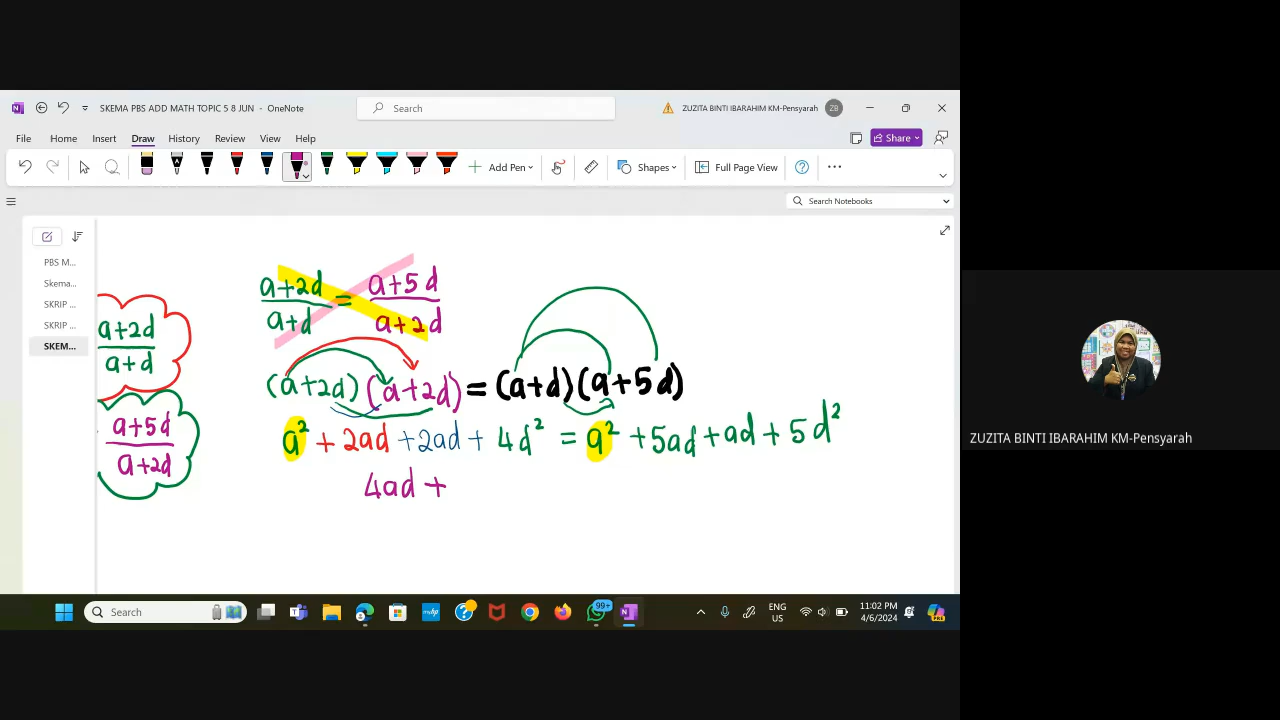 SKEMA PBS ADD MATH TOPIC 5 8 JUN - OneNote
Search
ZUZITA BINTI IBARAHIM KM-Pensyarah ZB
File Home Insert Draw History Review View Help
Share
Add Pen
Shapes
Full Page View
Search Notebooks
PBS M...
Skema...
SKRIP ...
SKRIP ...
SKEM...
a+2d
a+d
a+5d
a+2d
a+2d / a+d = a+5d / a+2d
(a+2d)(a+2d) = (a+d)(a+5d)
a² + 2ad + 2ad + 4d² = a² + 5ad + ad + 5d²
4ad +
ZUZITA BINTI IBARAHIM KM-Pensyarah
Search
99+
ENG
US
11:02 PM
4/6/2024